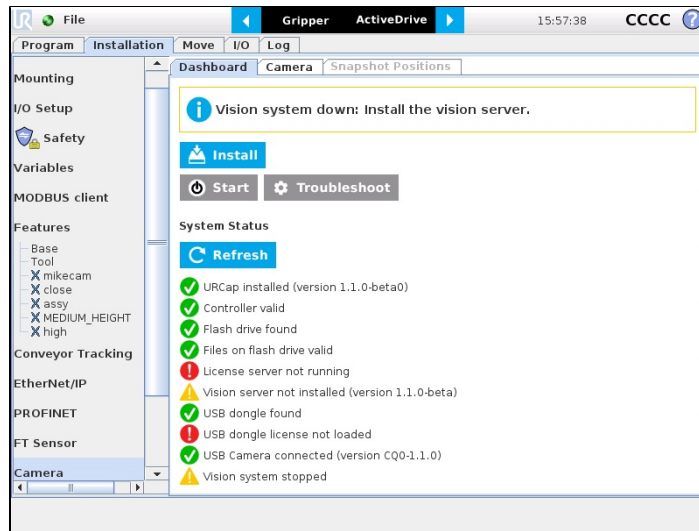 UR File Gripper ActiveDrive 15:57:38 CCCC ?
Program Installation Move I/O Log
Dashboard Camera Snapshot Positions
Mounting
I/O Setup
Safety
Variables
MODBUS client
Features
Base
Tool
mikecam
close
assy
MEDIUM_HEIGHT
high
Conveyor Tracking
EtherNet/IP
PROFINET
FT Sensor
Camera
i Vision system down: Install the vision server.
Install
Start Troubleshoot
System Status
Refresh
URCap installed (version 1.1.0-beta0)
Controller valid
Flash drive found
Files on flash drive valid
License server not running
Vision server not installed (version 1.1.0-beta)
USB dongle found
USB dongle license not loaded
USB Camera connected (version CQ0-1.1.0)
Vision system stopped